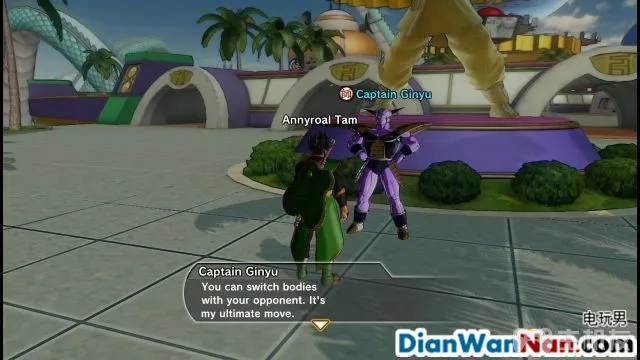 Captain Ginyu
Annyroal Tam
Captain Ginyu
You can switch bodies
with your opponent. It's
my ultimate move.
电玩男
DianWanNan.com